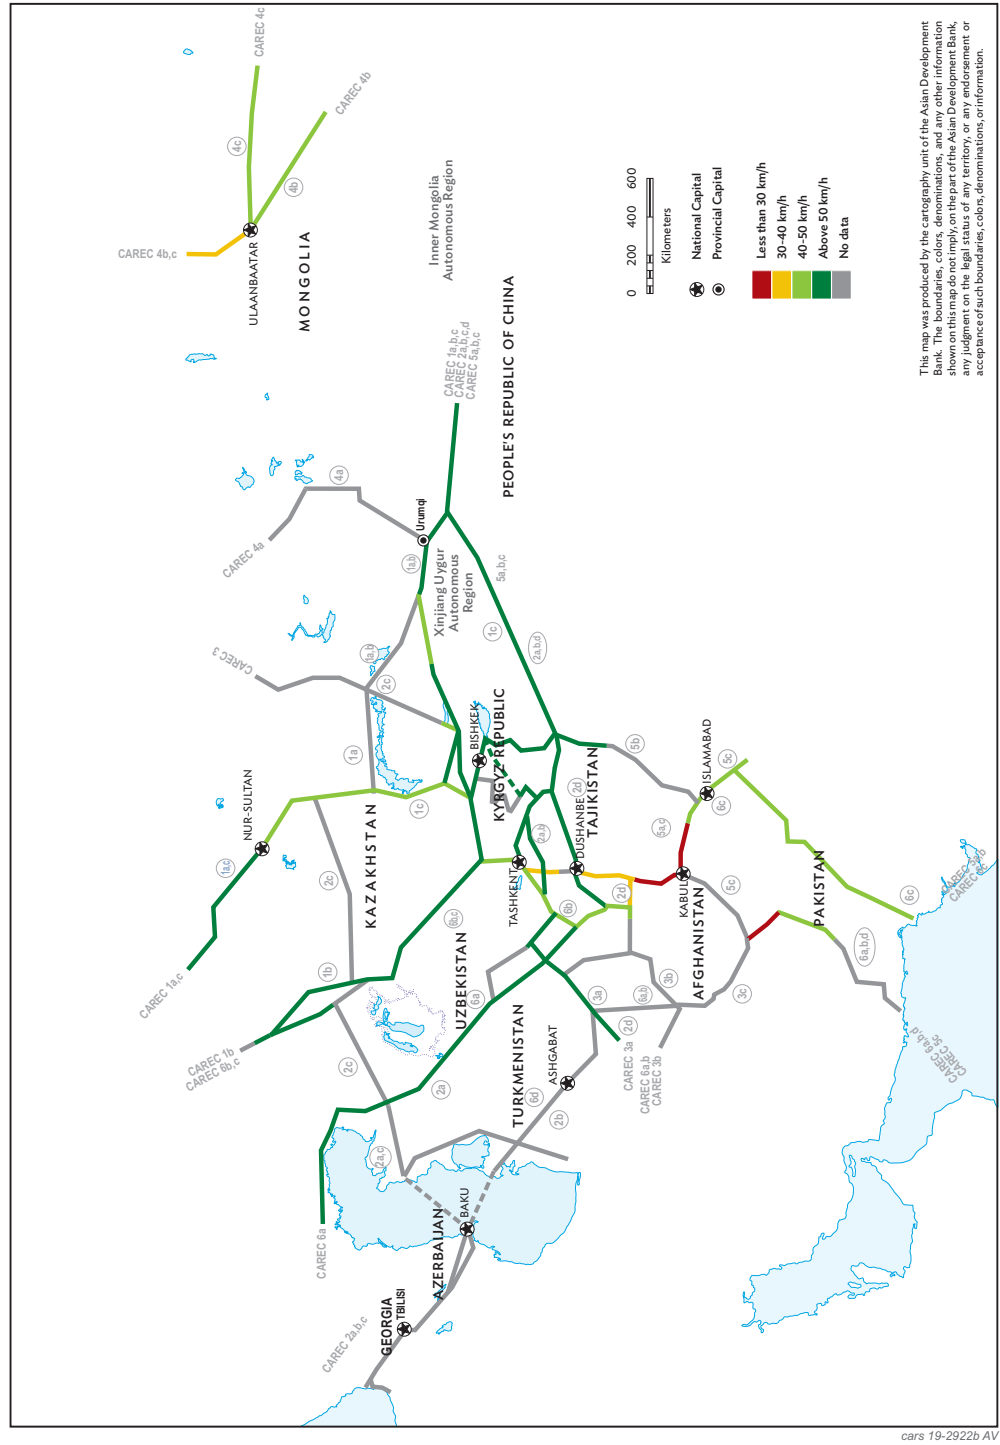 CAREC 4c
CAREC 4b
4c
4b
CAREC 4b,c
ULAANBAATAR
MONGOLIA
Inner Mongolia
Autonomous Region
CAREC 1a,b,c
CAREC 2a,b,c,d
CAREC 5a,b,c
PEOPLE'S REPUBLIC OF CHINA
0 200 400 600
Kilometers
National Capital
Provincial Capital
Less than 30 km/h
30-40 km/h
40-50 km/h
Above 50 km/h
No data
This map was produced by the cartography unit of the Asian Development
Bank. The boundaries, colors, denominations, and any other information
shown on this map do not imply, on the part of the Asian Development Bank,
any judgment on the legal status of any territory, or any endorsement or
acceptance of such boundaries, colors, denominations, or information.
4a
CAREC 4a
Urumqi
1a,b
Xinjiang Uygur
Autonomous
Region
5a,b,c
1c
2a,b,d
CAREC 3
1a,b
2c
1a
BISHKEK
KYRGYZ REPUBLIC
NUR-SULTAN
1a,c
1c
KAZAKHSTAN
2c
CAREC 1a,c
1b
CAREC 1b
CAREC 6b,c
2c
6b,c
UZBEKISTAN
TASHKENT
2a,b
2d
DUSHANBE
TAJIKISTAN
5b
ISLAMABAD
5c
6c
5a,c
KABUL
5c
AFGHANISTAN
PAKISTAN
6c
6a,b,d
CAREC 5a,b
CAREC 6a,b,d
CAREC 5c
2d
6b
6a
3a
6a,b
3b
3c
2d
CAREC 3a
CAREC 6a,b
CAREC 3b
TURKMENISTAN
ASHGABAT
6d
2b
2a
2a,c
CAREC 6a
BAKU
AZERBAIJAN
GEORGIA
TBILISI
CAREC 2a,b,c
cars 19-2922b AV